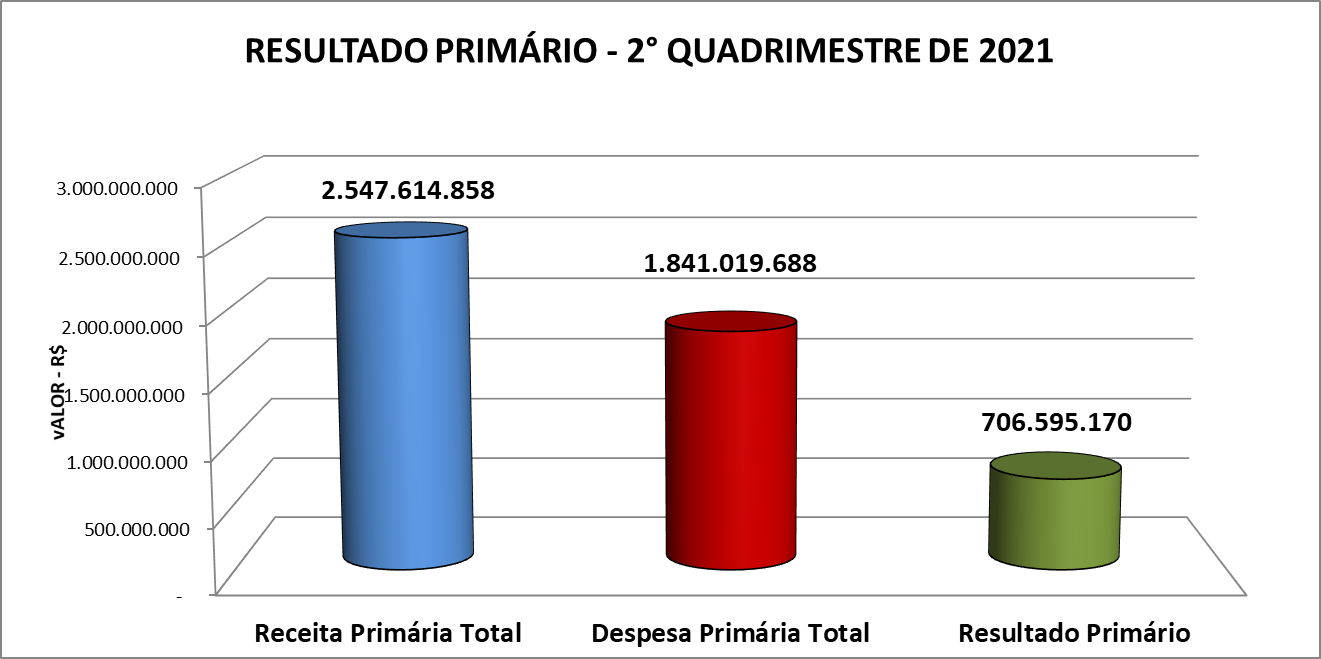 RESULTADO PRIMÁRIO - 2° QUADRIMESTRE DE 2021
3.000.000.000
2.500.000.000
2.000.000.000
1.500.000.000
1.000.000.000
500.000.000
-
vALOR - R$
2.547.614.858
1.841.019.688
706.595.170
Receita Primária Total
Despesa Primária Total
Resultado Primário